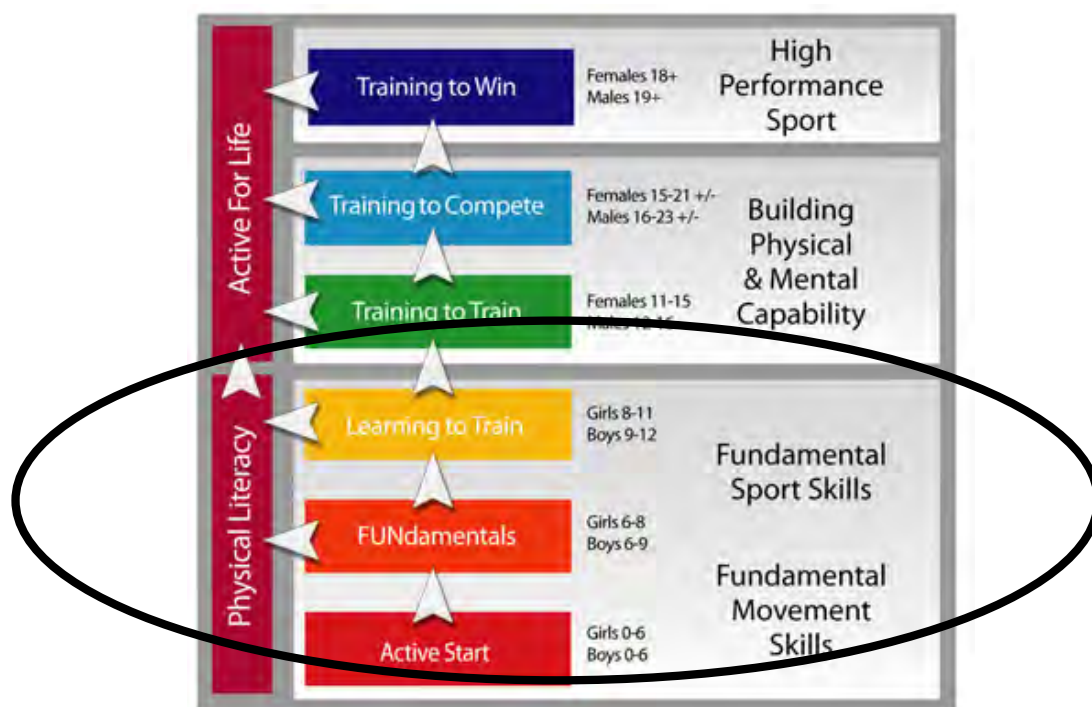 Active For Life
Training to Win
Females 18+
Males 19+
High
Performance
Sport
Training to Compete
Females 15-21 +/-
Males 16-23 +/-
Building
Physical
& Mental
Capability
Training to Train
Females 11-15
Males 12-16
Physical Literacy
Learning to Train
Girls 8-11
Boys 9-12
Fundamental
Sport Skills
FUNdamentals
Girls 6-8
Boys 6-9
Fundamental
Movement
Skills
Active Start
Girls 0-6
Boys 0-6